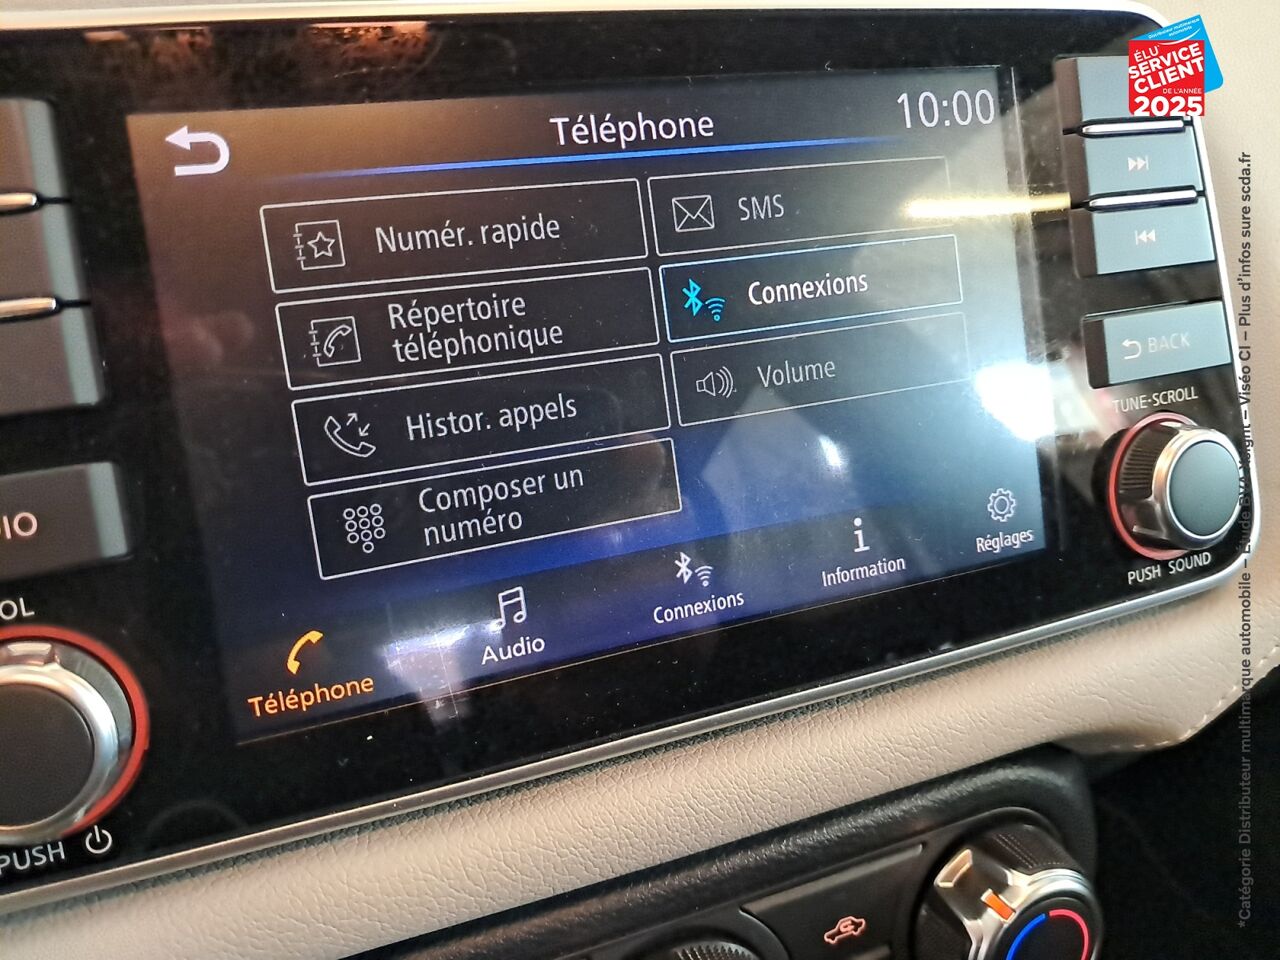 Téléphone
10:00
Numér. rapide
SMS
Répertoire
téléphonique
Connexions
Histor. appels
Volume
Composer un
numéro
Téléphone
Audio
Connexions
Information
Réglages
BACK
TUNE·SCROLL
PUSH SOUND
PUSH
ÉLU
SERVICE
CLIENT
DE L'ANNÉE
2025
*Catégorie Distributeur multimarque automobile – Étude BVA Xsight – Viséo CI – Plus d'infos sure scda.fr